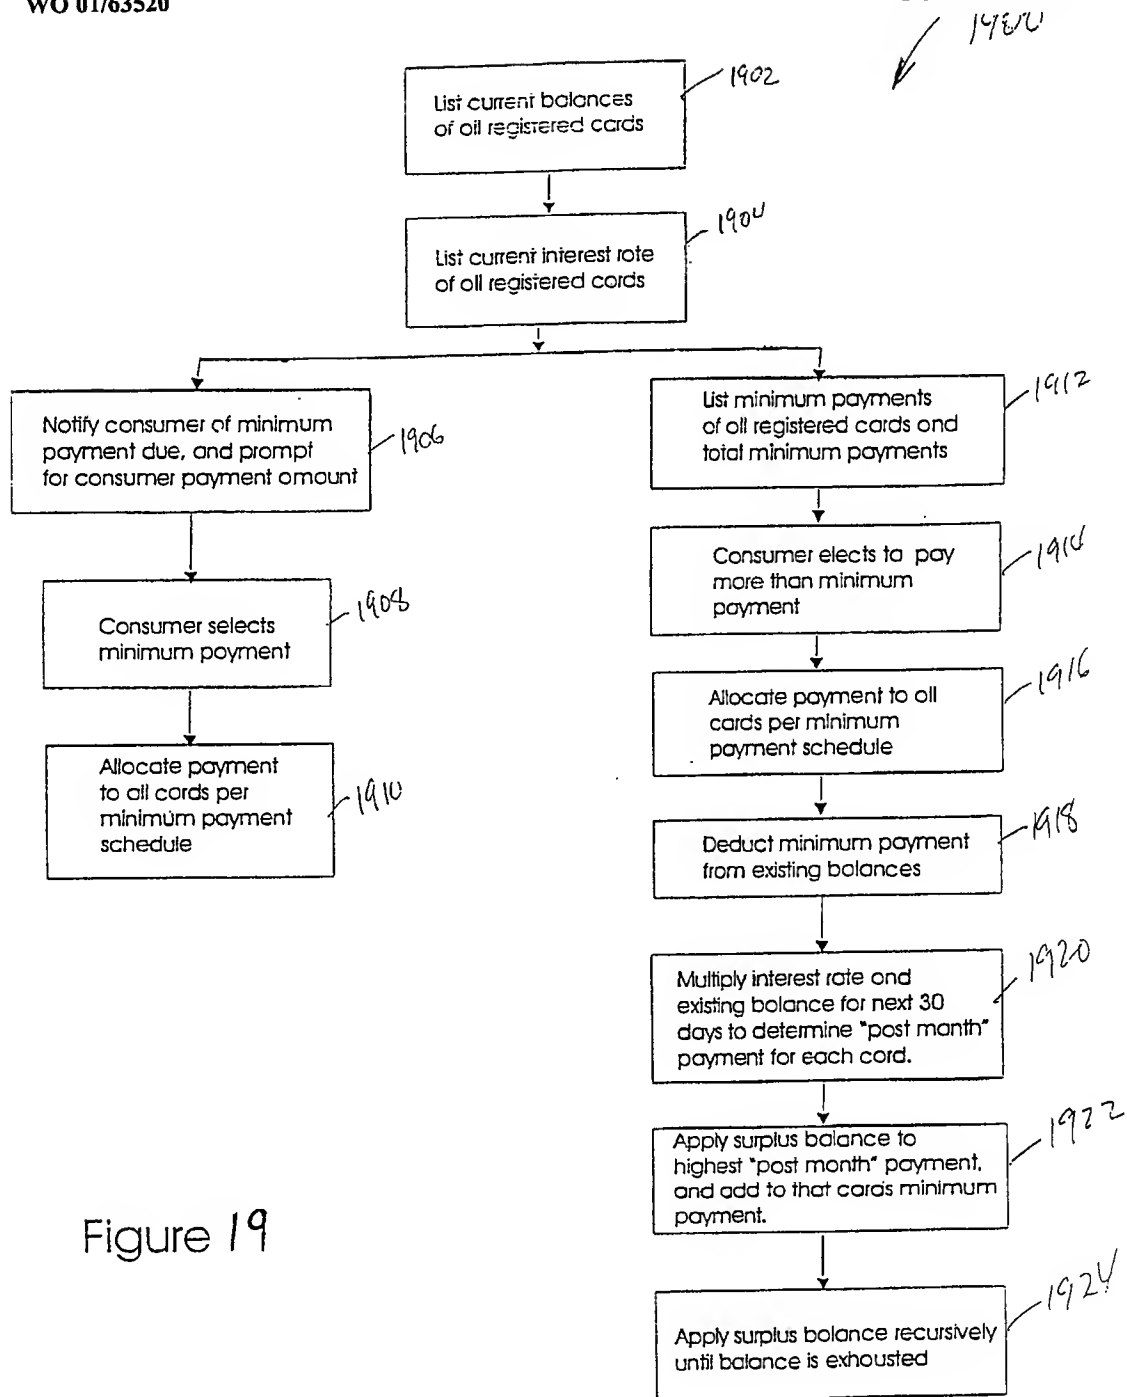 WO 01/63520
1900
List current balances
of all registered cards
1902
List current interest rate
of all registered cards
1904
Notify consumer of minimum
payment due, and prompt
for consumer payment amount
1906
Consumer selects
minimum payment
1908
Allocate payment
to all cards per
minimum payment
schedule
1910
List minimum payments
of all registered cards and
total minimum payments
1912
Consumer elects to pay
more than minimum
payment
1914
Allocate payment to all
cards per minimum
payment schedule
1916
Deduct minimum payment
from existing balances
1918
Multiply interest rate and
existing balance for next 30
days to determine "post month"
payment for each card.
1920
Apply surplus balance to
highest "post month" payment,
and add to that cards minimum
payment.
1922
Apply surplus balance recursively
until balance is exhausted
1924
Figure 19